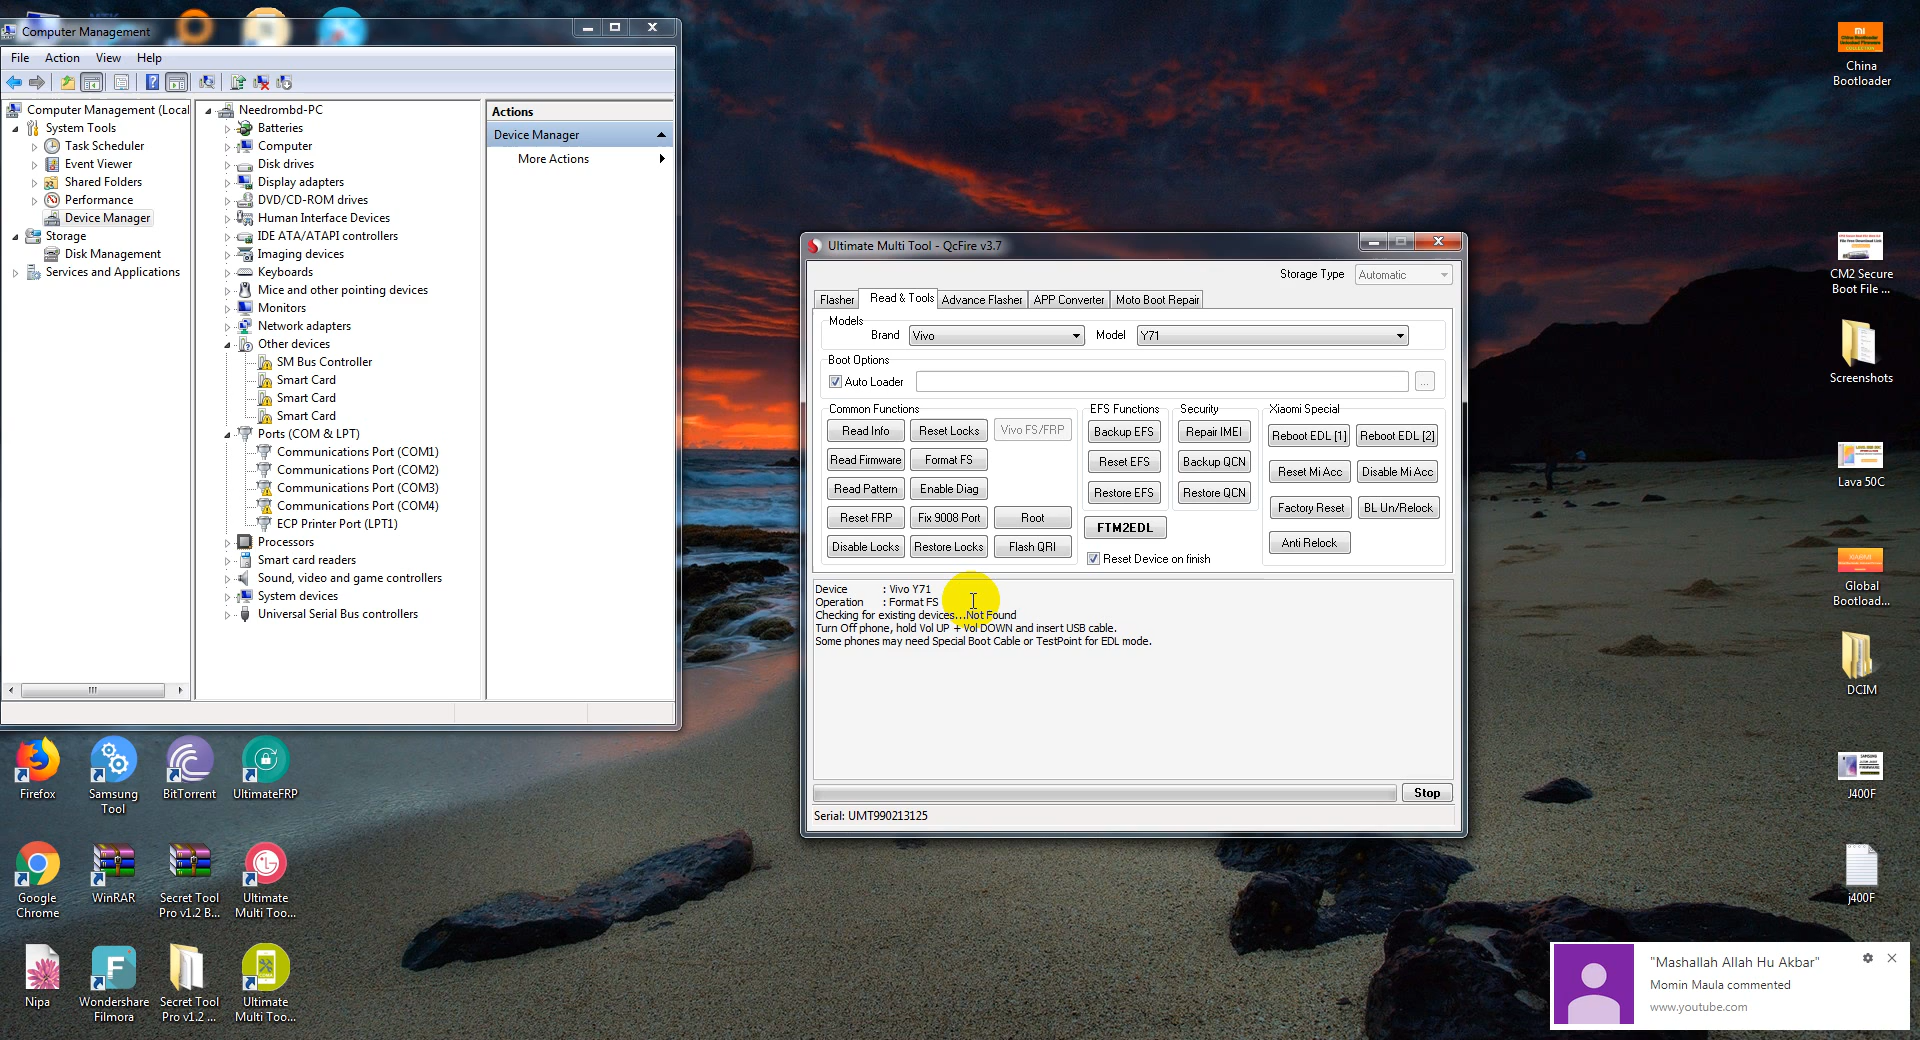 Computer Management
File Action View Help
Computer Management (Local
System Tools
Task Scheduler
Event Viewer
Shared Folders
Performance
Device Manager
Storage
Disk Management
Services and Applications
Needrombd-PC
Batteries
Computer
Disk drives
Display adapters
DVD/CD-ROM drives
Human Interface Devices
IDE ATA/ATAPI controllers
Imaging devices
Keyboards
Mice and other pointing devices
Monitors
Network adapters
Other devices
SM Bus Controller
Smart Card
Smart Card
Smart Card
Ports (COM & LPT)
Communications Port (COM1)
Communications Port (COM2)
Communications Port (COM3)
Communications Port (COM4)
ECP Printer Port (LPT1)
Processors
Smart card readers
Sound, video and game controllers
System devices
Universal Serial Bus controllers
Actions
Device Manager
More Actions
Ultimate Multi Tool - QcFire v3.7
Storage Type Automatic
Flasher Read & Tools Advance Flasher APP Converter Moto Boot Repair
Models
Brand Vivo Model Y71
Boot Options
Auto Loader ...
Common Functions
Read Info Reset Locks Vivo FS/FRP
Read Firmware Format FS
Read Pattern Enable Diag
Reset FRP Fix 9008 Port Root
Disable Locks Restore Locks Flash QRI
EFS Functions
Backup EFS
Reset EFS
Restore EFS
FTM2EDL
Reset Device on finish
Security
Repair IMEI
Backup QCN
Restore QCN
Xiaomi Special
Reboot EDL [1] Reboot EDL [2]
Reset Mi Acc Disable Mi Acc
Factory Reset BL Un/Relock
Anti Relock
Device : Vivo Y71
Operation : Format FS
Checking for existing devices...Not Found
Turn Off phone, hold Vol UP + Vol DOWN and insert USB cable.
Some phones may need Special Boot Cable or TestPoint for EDL mode.
Stop
Serial: UMT990213125
China
Bootloader
CM2 Secure
Boot File ...
Screenshots
Lava 50C
Global
Bootload...
DCIM
J400F
j400F
Firefox
Samsung
Tool
BitTorrent
UltimateFRP
Google
Chrome
WinRAR
Secret Tool
Pro v1.2 B...
Ultimate
Multi Too...
Nipa
Wondershare
Filmora
Secret Tool
Pro v1.2 ...
Ultimate
Multi Too...
"Mashallah Allah Hu Akbar"
Momin Maula commented
www.youtube.com